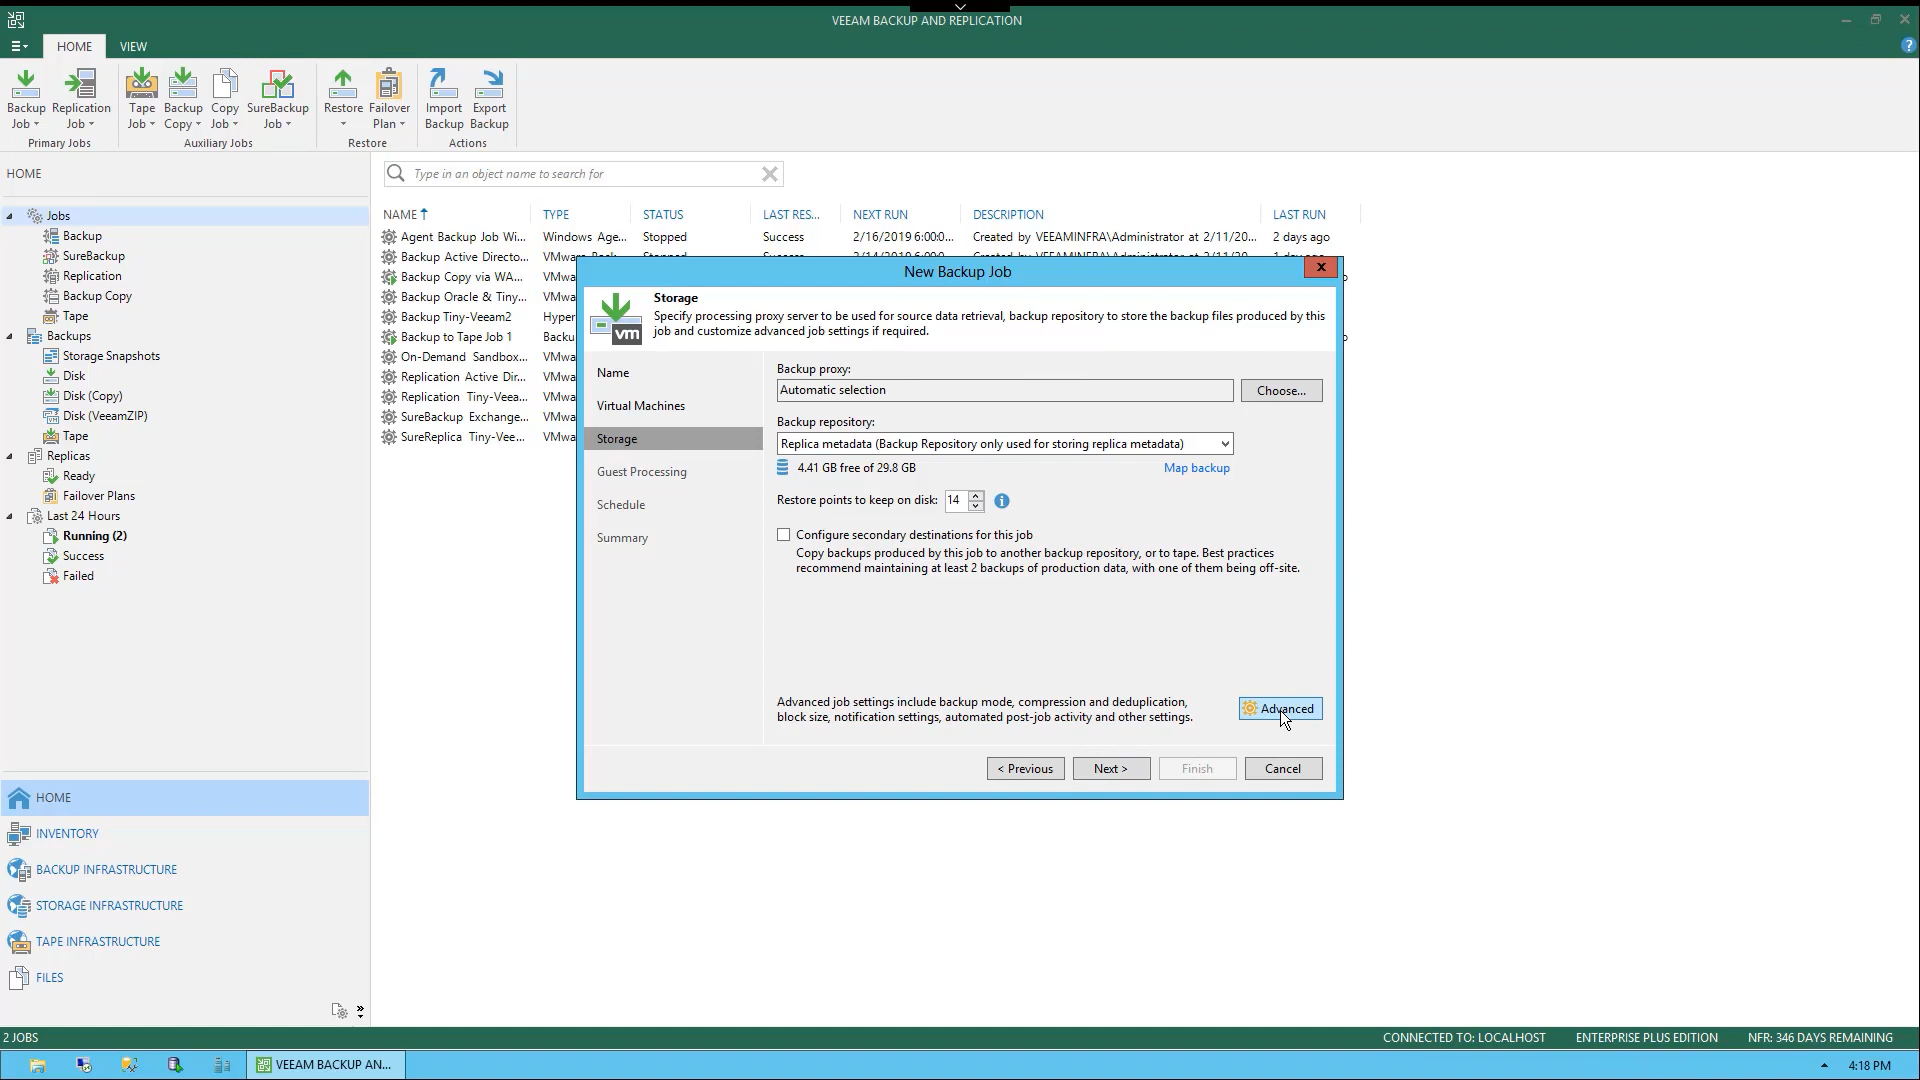 VEEAM BACKUP AND REPLICATION
HOME
VIEW
Backup Job
Replication Job
Tape Job
Backup Copy
Copy Job
SureBackup Job
Restore
Failover Plan
Import Backup
Export Backup
Primary Jobs
Auxiliary Jobs
Restore
Actions
HOME
Type in an object name to search for
Jobs
Backup
SureBackup
Replication
Backup Copy
Tape
Backups
Storage Snapshots
Disk
Disk (Copy)
Disk (VeeamZIP)
Tape
Replicas
Ready
Failover Plans
Last 24 Hours
Running (2)
Success
Failed
HOME
INVENTORY
BACKUP INFRASTRUCTURE
STORAGE INFRASTRUCTURE
TAPE INFRASTRUCTURE
FILES
NAME TYPE STATUS LAST RES... NEXT RUN DESCRIPTION LAST RUN
Agent Backup Job Wi... Windows Age... Stopped Success 2/16/2019 6:00:0... Created by VEEAMINFRA\Administrator at 2/11/20... 2 days ago
Backup Active Directo...
Backup Copy via WA... VMwa
Backup Oracle & Tiny... VMwa
Backup Tiny-Veeam2 Hyper
Backup to Tape Job 1 Backu
On-Demand Sandbox... VMwa
Replication Active Dir... VMwa
Replication Tiny-Veea... VMwa
SureBackup Exchange... VMwa
SureReplica Tiny-Vee... VMwa
New Backup Job
Storage
Specify processing proxy server to be used for source data retrieval, backup repository to store the backup files produced by this
job and customize advanced job settings if required.
vm
Name
Virtual Machines
Storage
Guest Processing
Schedule
Summary
Backup proxy:
Automatic selection
Choose...
Backup repository:
Replica metadata (Backup Repository only used for storing replica metadata)
4.41 GB free of 29.8 GB
Map backup
Restore points to keep on disk: 14
Configure secondary destinations for this job
Copy backups produced by this job to another backup repository, or to tape. Best practices
recommend maintaining at least 2 backups of production data, with one of them being off-site.
Advanced job settings include backup mode, compression and deduplication,
block size, notification settings, automated post-job activity and other settings.
Advanced
< Previous
Next >
Finish
Cancel
2 JOBS
CONNECTED TO: LOCALHOST
ENTERPRISE PLUS EDITION
NFR: 346 DAYS REMAINING
VEEAM BACKUP AN...
4:18 PM